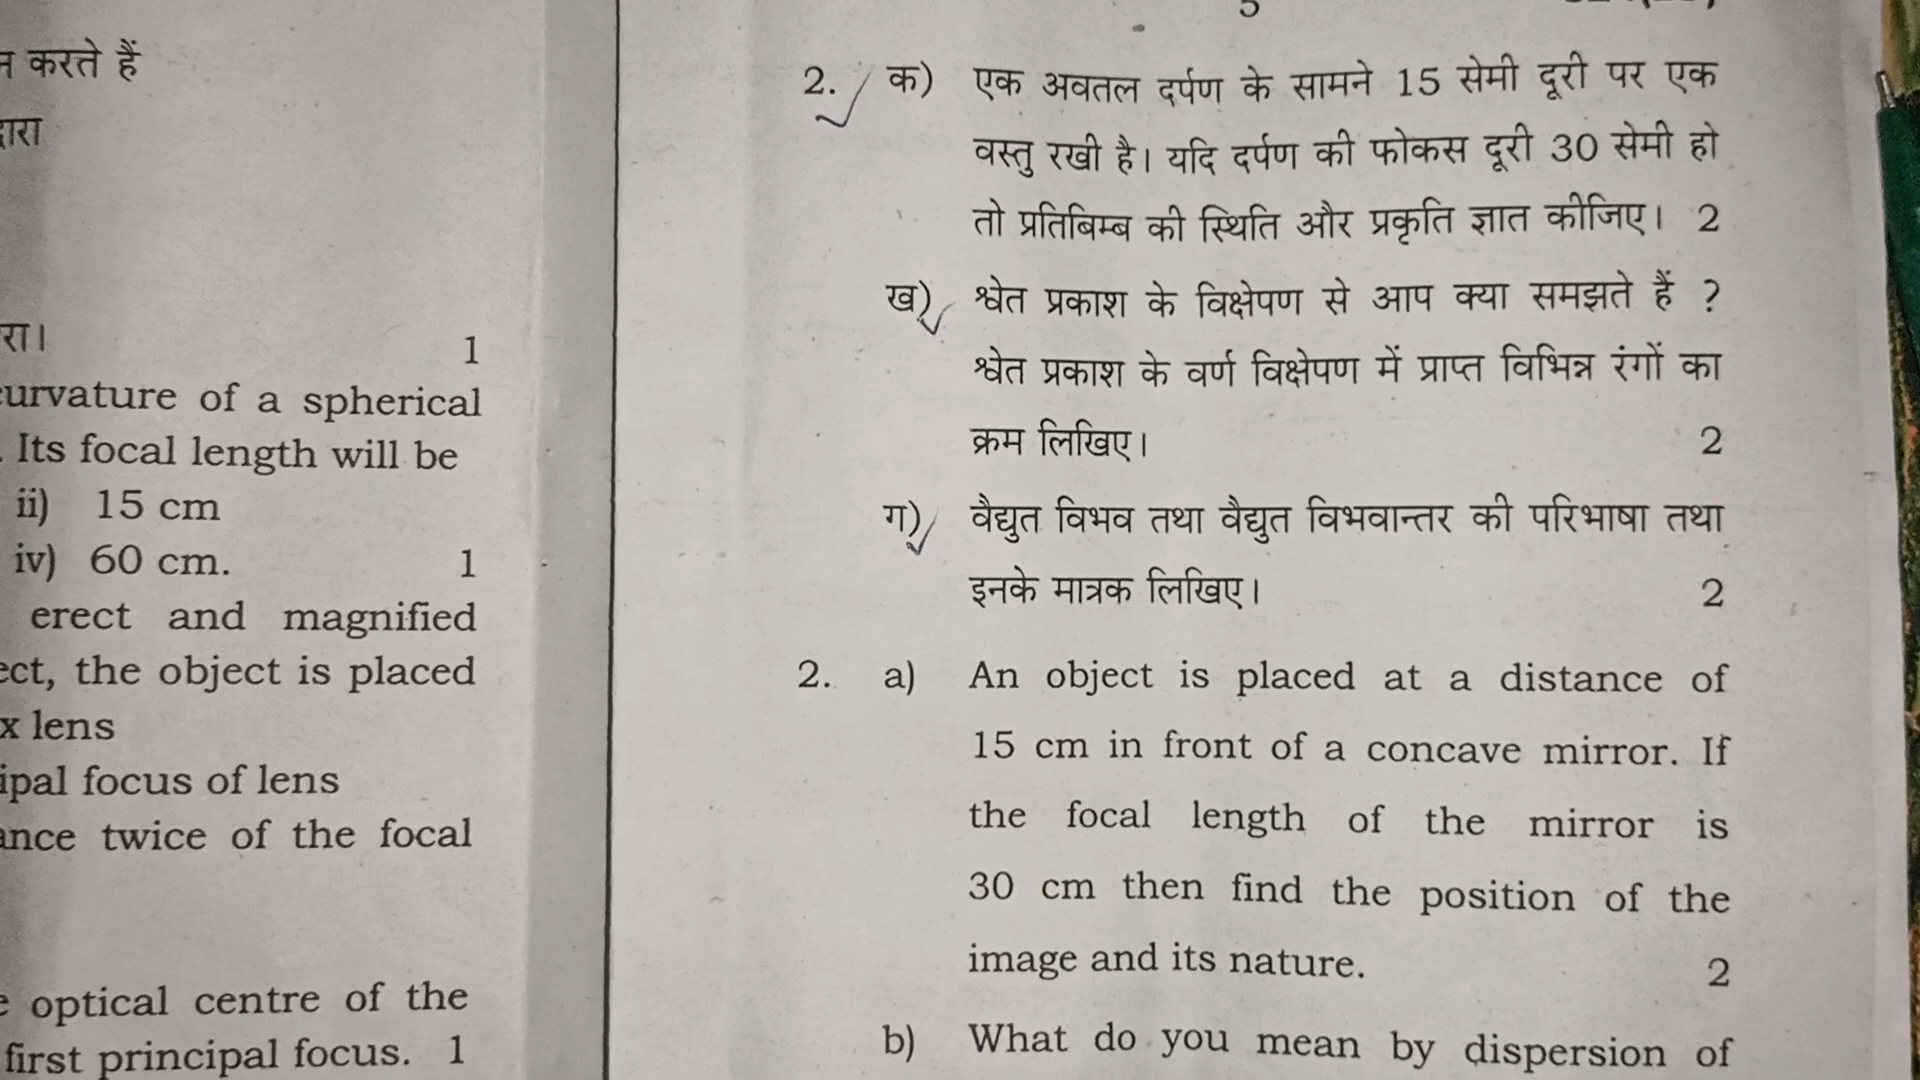 करते हैं
रा।
1
urvature of a spherical
. Its focal length will be
ii) 15 cm
iv) 60 cm. 1
erect and magnified
ect, the object is placed
x lens
ipal focus of lens
ance twice of the focal
optical centre of the
first principal focus. 1
2. क) एक अवतल दर्पण के सामने 15 सेमी दूरी पर एक
वस्तु रखी है। यदि दर्पण की फोकस दूरी 30 सेमी हो
तो प्रतिबिम्ब की स्थिति और प्रकृति ज्ञात कीजिए। 2
ख) श्वेत प्रकाश के विक्षेपण से आप क्या समझते हैं ?
श्वेत प्रकाश के वर्ण विक्षेपण में प्राप्त विभिन्न रंगों का
क्रम लिखिए। 2
ग) वैद्युत विभव तथा वैद्युत विभवान्तर की परिभाषा तथा
इनके मात्रक लिखिए। 2
2. a) An object is placed at a distance of
15 cm in front of a concave mirror. If
the focal length of the mirror is
30 cm then find the position of the
image and its nature. 2
b) What do you mean by dispersion of